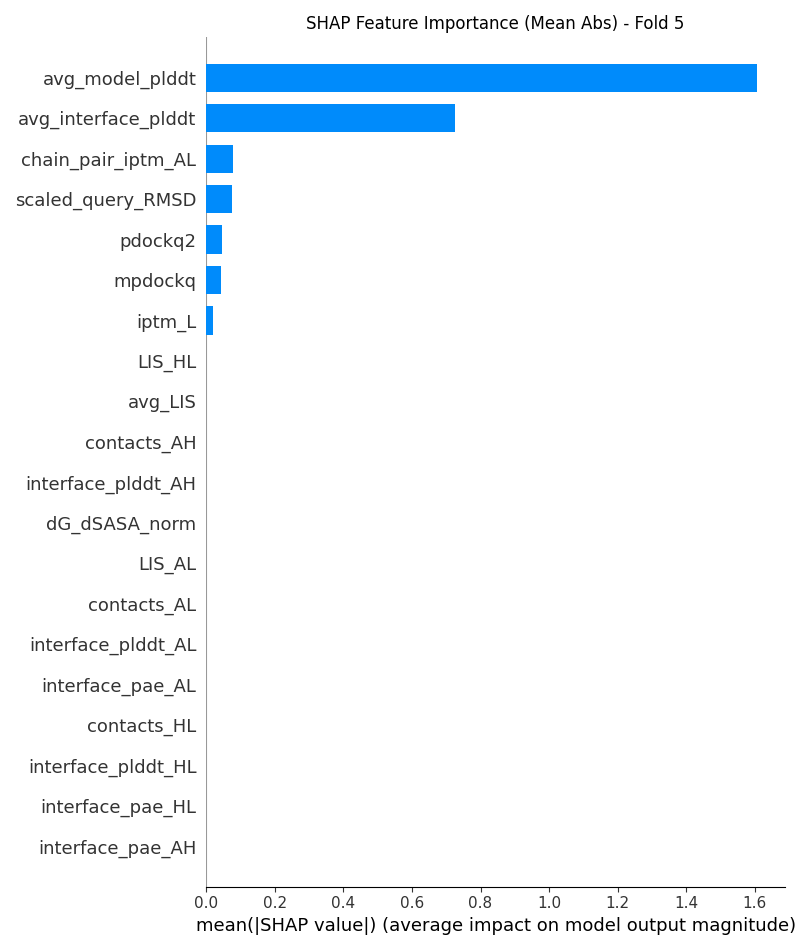 SHAP Feature Importance (Mean Abs) - Fold 5
avg_model_plddt
avg_interface_plddt
chain_pair_iptm_AL
scaled_query_RMSD
pdockq2
mpdockq
iptm_L
LIS_HL
avg_LIS
contacts_AH
interface_plddt_AH
dG_dSASA_norm
LIS_AL
contacts_AL
interface_plddt_AL
interface_pae_AL
contacts_HL
interface_plddt_HL
interface_pae_HL
interface_pae_AH
0.0 0.2 0.4 0.6 0.8 1.0 1.2 1.4 1.6
mean(|SHAP value|) (average impact on model output magnitude)